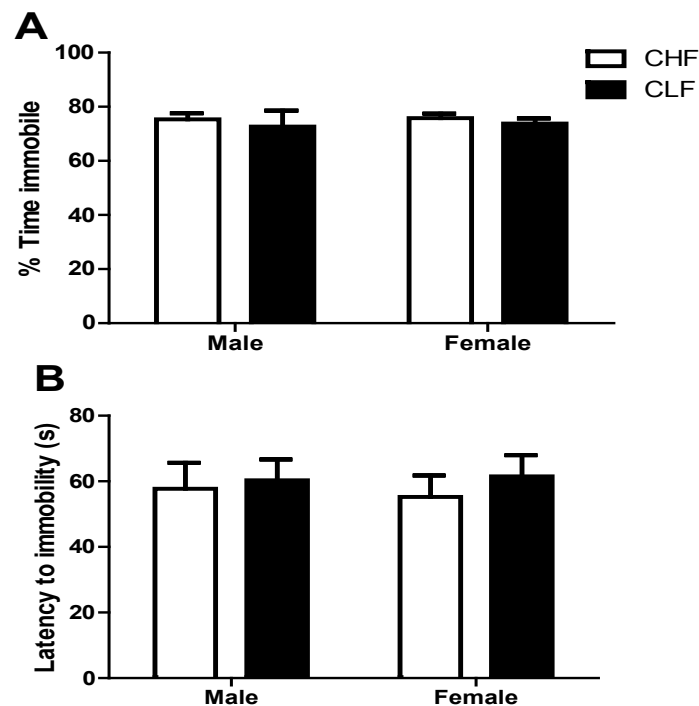 A
CHF
CLF
% Time immobile
100
80
60
40
20
0
Male
Female
B
Latency to immobility (s)
80
60
40
20
0
Male
Female